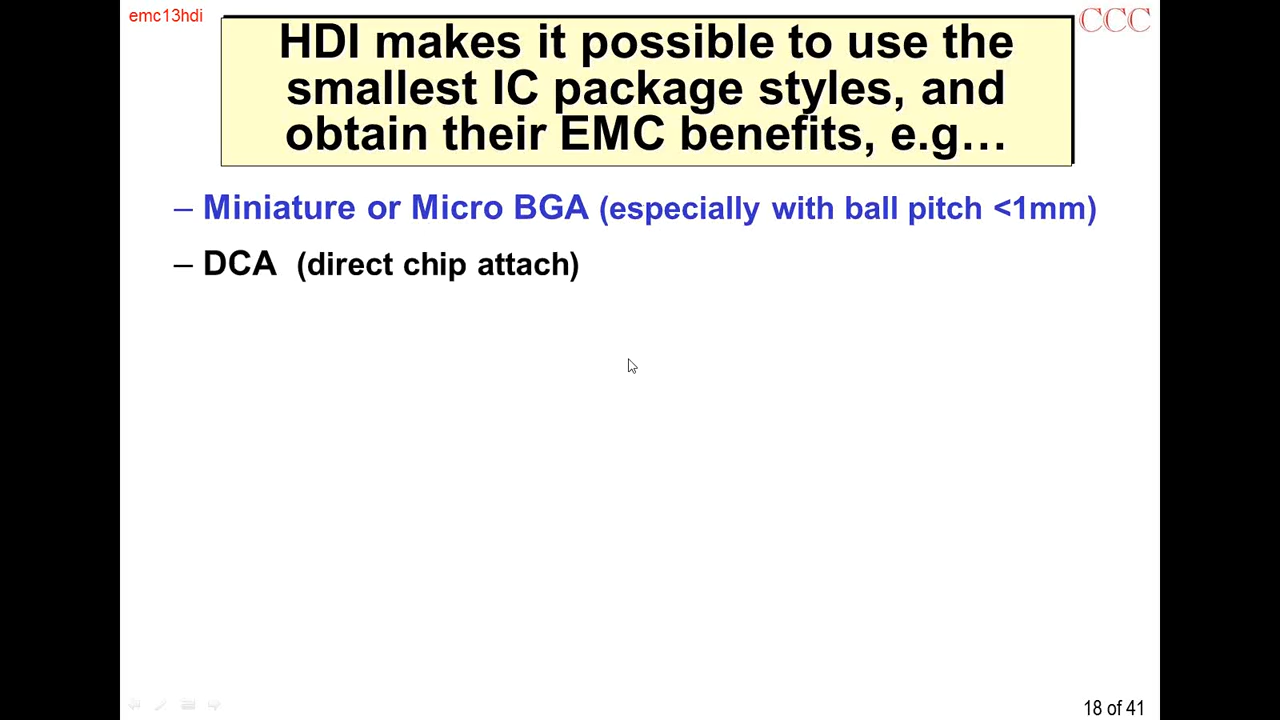 emc13hdi
CCC
HDI makes it possible to use the
smallest IC package styles, and
obtain their EMC benefits, e.g…
– Miniature or Micro BGA (especially with ball pitch <1mm)
– DCA (direct chip attach)
18 of 41